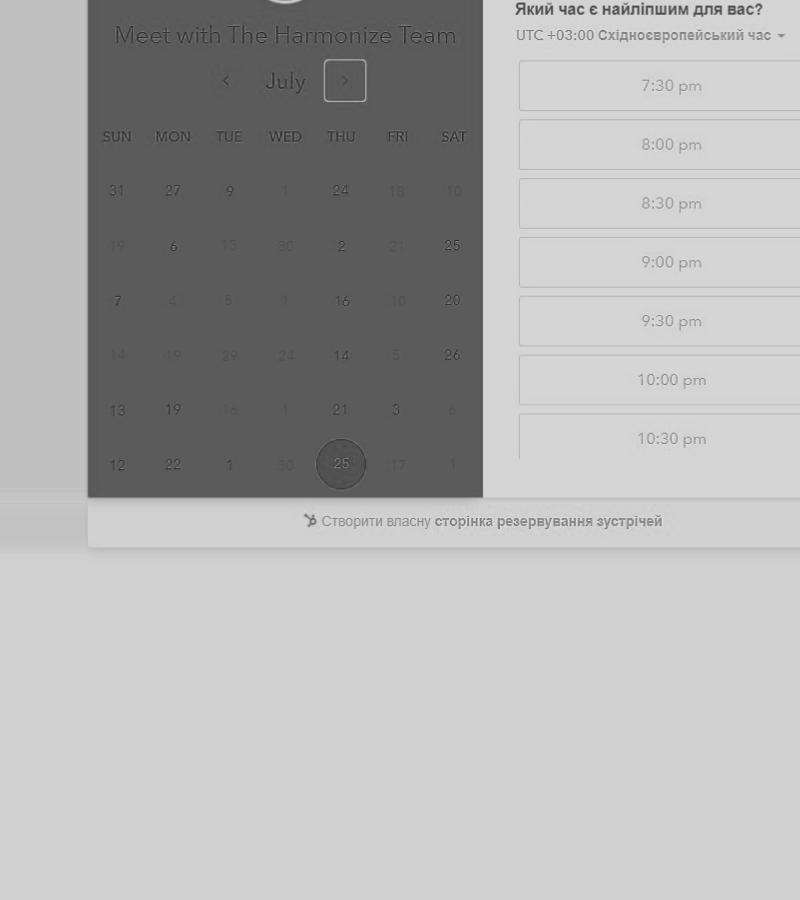 Meet with The Harmonize Team
July
SUN MON TUE WED THU FRI SAT
31 27 9 1 24 18 10
19 6 13 30 2 21 25
7 4 5 16 10 20
14 19 29 24 14 5 26
13 19 16 1 21 3 6
12 22 1 30 25 17 1
Який час є найліпшим для вас?
UTC +03:00 Східноєвропейський час
7:30 pm
8:00 pm
8:30 pm
9:00 pm
9:30 pm
10:00 pm
10:30 pm
Створити власну сторінка резервування зустрічей